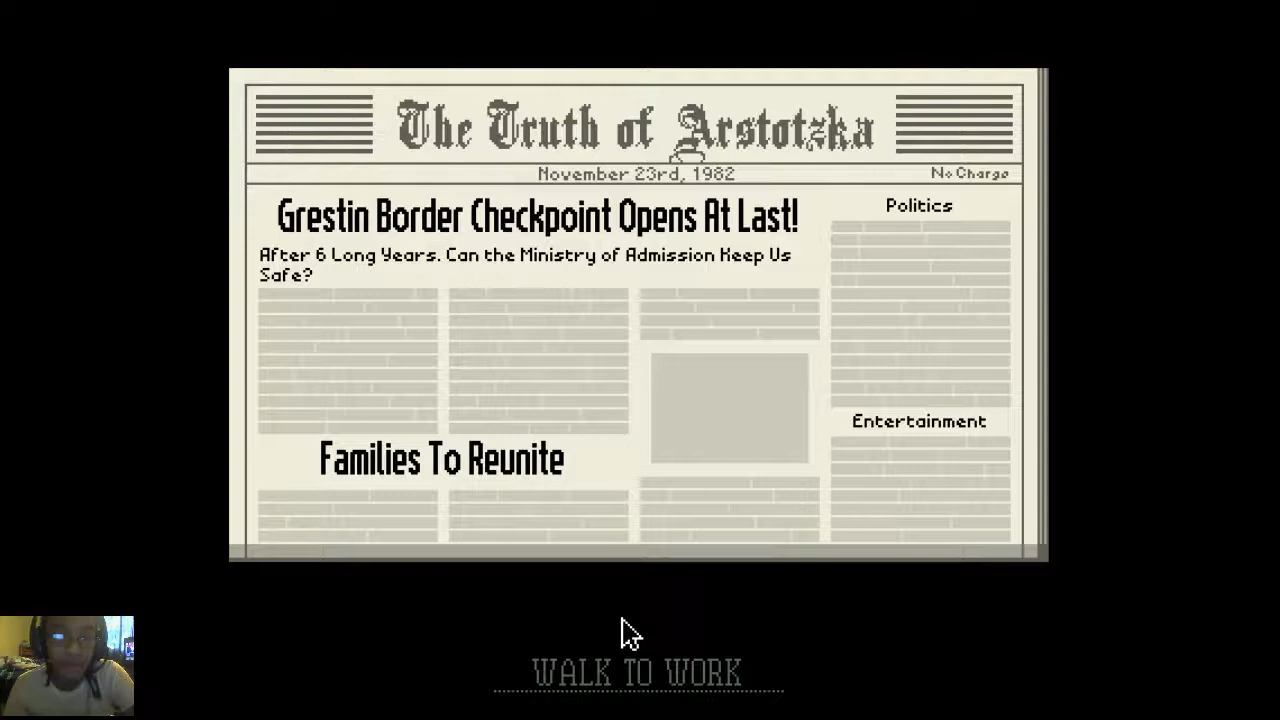 The Truth of Arstotzka
November 23rd, 1982
No Charge
Grestin Border Checkpoint Opens At Last!
After 6 Long Years. Can the Ministry of Admission Keep Us
Safe?
Politics
Entertainment
Families To Reunite
WALK TO WORK